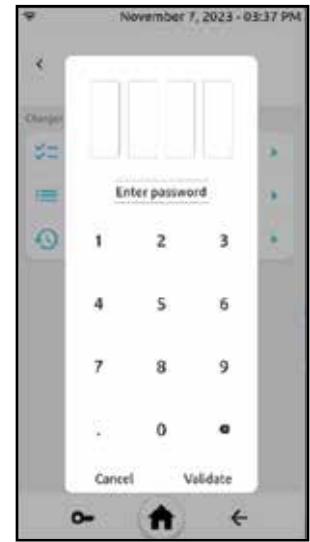 November 7, 2023 - 03:37 PM
Charger
Enter password
1 2 3
4 5 6
7 8 9
. 0
Cancel Validate